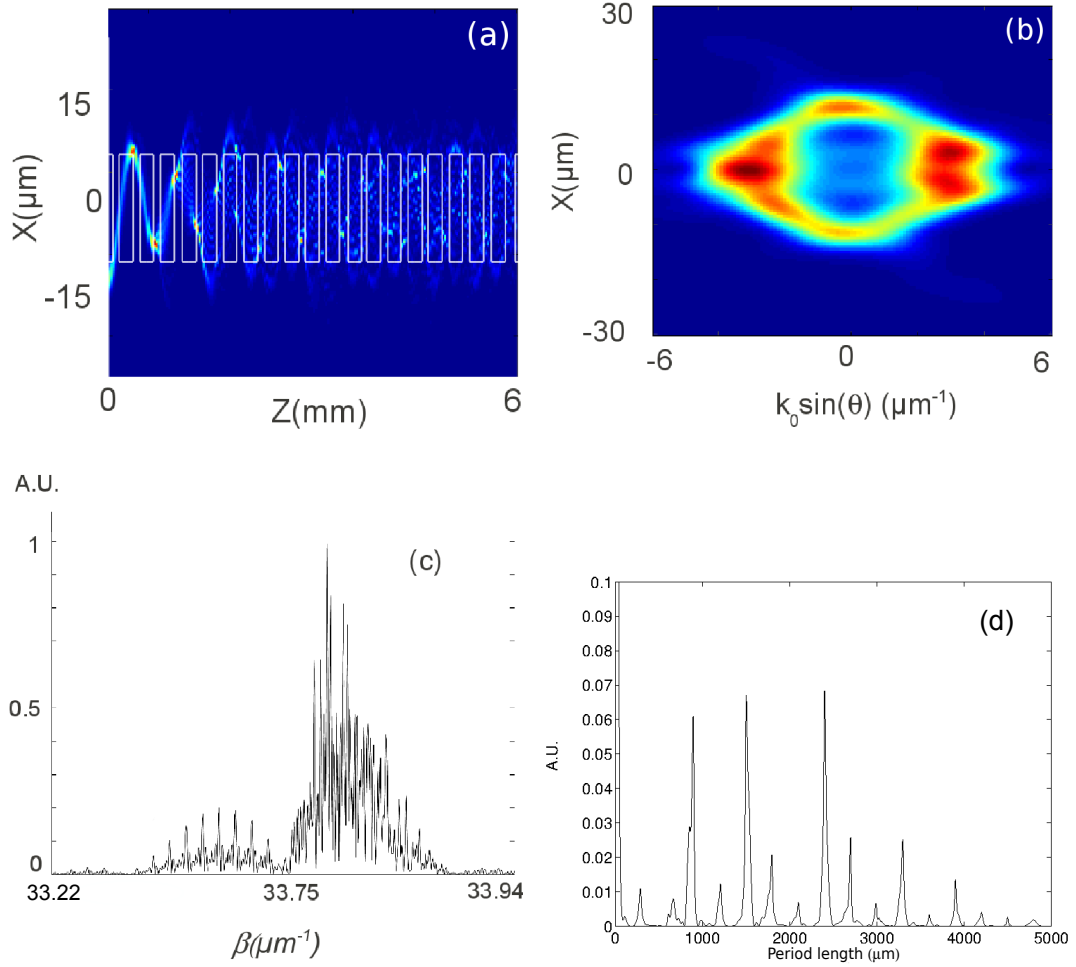 (a)
15
0
-15
X(μm)
0
6
Z(mm)
(b)
30
0
-30
X(μm)
-6
0
6
k₀sin(θ) (μm⁻¹)
A.U.
(c)
1
0.5
0
33.22
33.75
33.94
β(μm⁻¹)
(d)
0.1
0.09
0.08
0.07
0.06
0.05
0.04
0.03
0.02
0.01
0
A.U.
0
1000
2000
3000
4000
5000
Period length (μm)